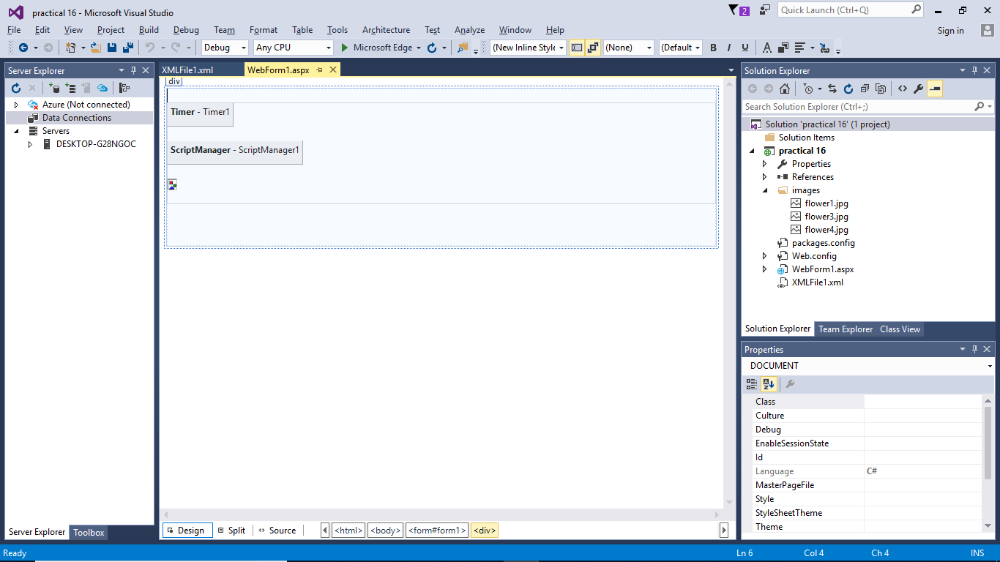 practical 16 - Microsoft Visual Studio
2
Quick Launch (Ctrl+Q)
File Edit View Project Build Debug Team Format Table Tools Architecture Test Analyze Window Help
Sign in
Debug Any CPU Microsoft Edge (New Inline Style (None) (Default B I U A
Server Explorer
Azure (Not connected)
Data Connections
Servers
DESKTOP-G28NGOC
Server Explorer Toolbox
XMLFile1.xml WebForm1.aspx
div
Timer - Timer1
ScriptManager - ScriptManager1
Design Split Source <html> <body> <form#form1> <div>
Solution Explorer
Search Solution Explorer (Ctrl+;)
Solution 'practical 16' (1 project)
Solution Items
practical 16
Properties
References
images
flower1.jpg
flower3.jpg
flower4.jpg
packages.config
Web.config
WebForm1.aspx
XMLFile1.xml
Solution Explorer Team Explorer Class View
Properties
DOCUMENT
Class
Culture
Debug
EnableSessionState
Id
Language C#
MasterPageFile
Style
StyleSheetTheme
Theme
Ready Ln 6 Col 4 Ch 4 INS